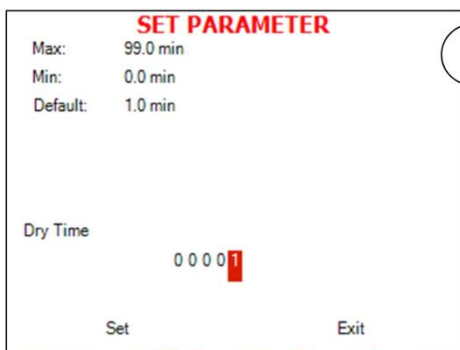 SET PARAMETER
Max: 99.0 min
Min: 0.0 min
Default: 1.0 min
Dry Time
0 0 0 0 1
Set Exit